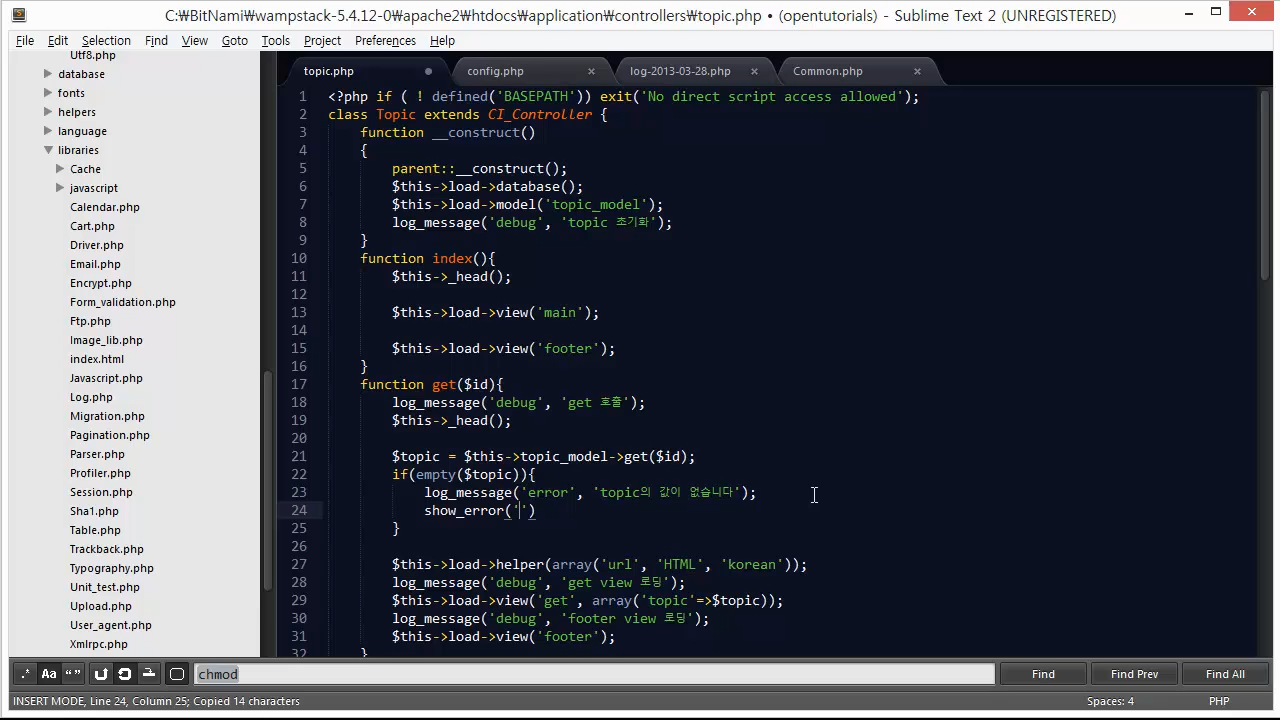 C:₩BitNami₩wampstack-5.4.12-0₩apache2₩htdocs₩application₩controllers₩topic.php • (opentutorials) - Sublime Text 2 (UNREGISTERED)
File Edit Selection Find View Goto Tools Project Preferences Help
Utf8.php
database
fonts
helpers
language
libraries
Cache
javascript
Calendar.php
Cart.php
Driver.php
Email.php
Encrypt.php
Form_validation.php
Ftp.php
Image_lib.php
index.html
Javascript.php
Log.php
Migration.php
Pagination.php
Parser.php
Profiler.php
Session.php
Sha1.php
Table.php
Trackback.php
Typography.php
Unit_test.php
Upload.php
User_agent.php
Xmlrpc.php
topic.php config.php log-2013-03-28.php Common.php
1 <?php if ( ! defined('BASEPATH')) exit('No direct script access allowed');
2 class Topic extends CI_Controller {
3 function __construct()
4 {
5 parent::__construct();
6 $this->load->database();
7 $this->load->model('topic_model');
8 log_message('debug', 'topic 초기화');
9 }
10 function index(){
11 $this->_head();
12
13 $this->load->view('main');
14
15 $this->load->view('footer');
16 }
17 function get($id){
18 log_message('debug', 'get 호출');
19 $this->_head();
20
21 $topic = $this->topic_model->get($id);
22 if(empty($topic)){
23 log_message('error', 'topic의 값이 없습니다');
24 show_error('')
25 }
26
27 $this->load->helper(array('url', 'HTML', 'korean'));
28 log_message('debug', 'get view 로딩');
29 $this->load->view('get', array('topic'=>$topic));
30 log_message('debug', 'footer view 로딩');
31 $this->load->view('footer');
32 }
.* Aa “” chmod Find Find Prev Find All
INSERT MODE, Line 24, Column 25; Copied 14 characters Spaces: 4 PHP